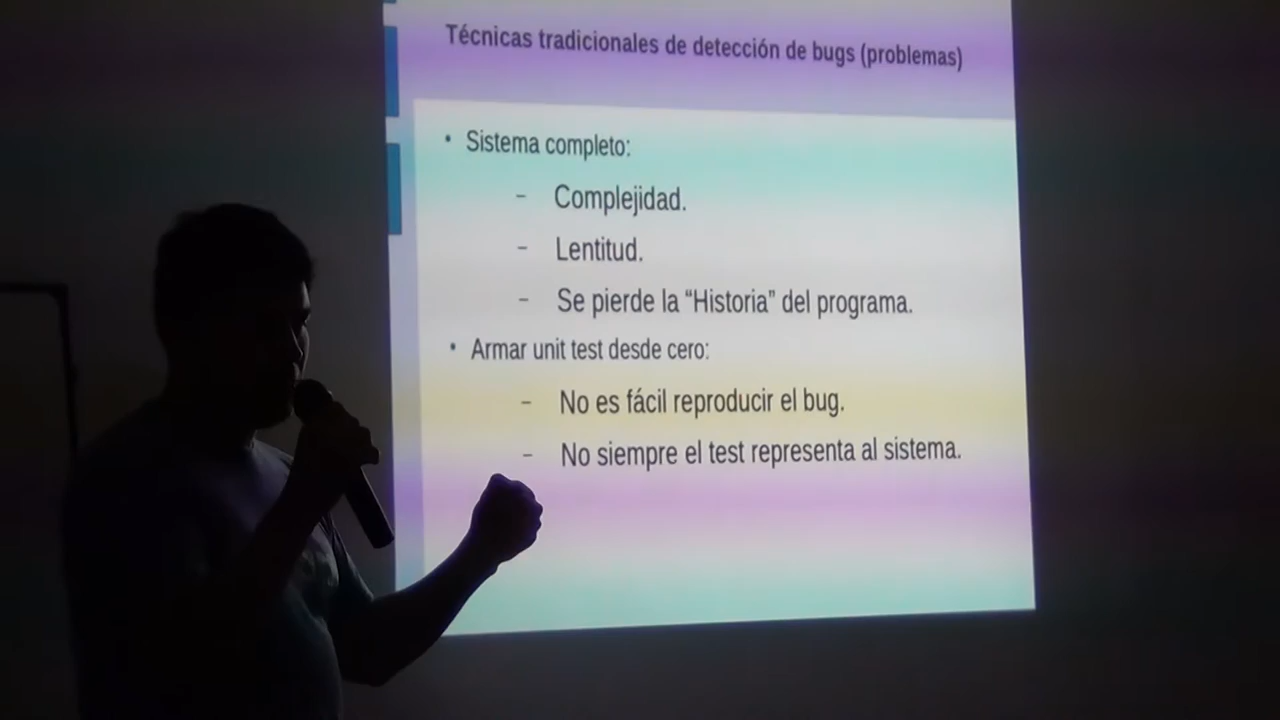 Técnicas tradicionales de detección de bugs (problemas)
• Sistema completo:
– Complejidad.
– Lentitud.
– Se pierde la “Historia” del programa.
• Armar unit test desde cero:
– No es fácil reproducir el bug.
– No siempre el test representa al sistema.